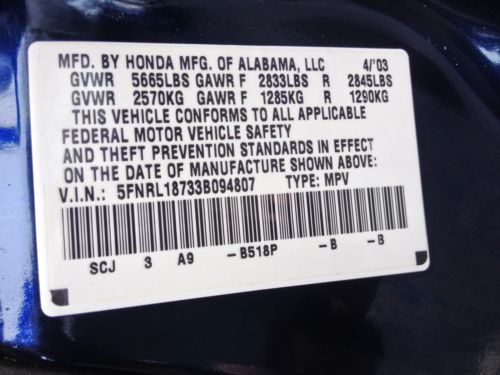 MFD. BY HONDA MFG. OF ALABAMA, LLC 4/'03
GVWR 5665LBS GAWR F 2833LBS R 2845LBS
GVWR 2570KG GAWR F 1285KG R 1290KG
THIS VEHICLE CONFORMS TO ALL APPLICABLE
FEDERAL MOTOR VEHICLE SAFETY
AND THEFT PREVENTION STANDARDS IN EFFECT
ON THE DATE OF MANUFACTURE SHOWN ABOVE:
V.I.N.: 5FNRL18733B094807 TYPE: MPV
SCJ 3 A9 -B518P -B -B